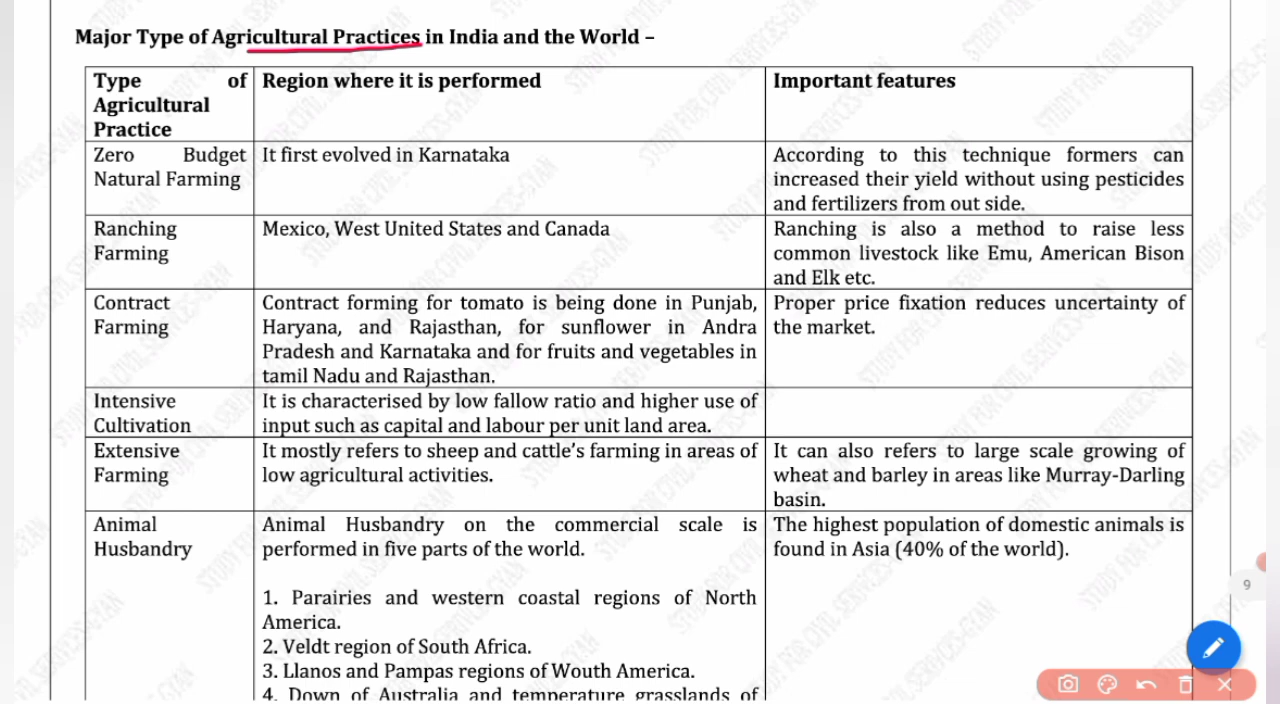 Major Type of Agricultural Practices in India and the World –
Type of Agricultural Practice
Region where it is performed
Important features
Zero Budget
Natural Farming
It first evolved in Karnataka
According to this technique formers can
increased their yield without using pesticides
and fertilizers from out side.
Ranching
Farming
Mexico, West United States and Canada
Ranching is also a method to raise less
common livestock like Emu, American Bison
and Elk etc.
Contract
Farming
Contract forming for tomato is being done in Punjab,
Haryana, and Rajasthan, for sunflower in Andra
Pradesh and Karnataka and for fruits and vegetables in
tamil Nadu and Rajasthan.
Proper price fixation reduces uncertainty of
the market.
Intensive
Cultivation
It is characterised by low fallow ratio and higher use of
input such as capital and labour per unit land area.
Extensive
Farming
It mostly refers to sheep and cattle's farming in areas of
low agricultural activities.
It can also refers to large scale growing of
wheat and barley in areas like Murray-Darling
basin.
Animal
Husbandry
Animal Husbandry on the commercial scale is
performed in five parts of the world.
1. Parairies and western coastal regions of North
America.
2. Veldt region of South Africa.
3. Llanos and Pampas regions of Wouth America.
4. Down of Australia and temperature grasslands of
The highest population of domestic animals is
found in Asia (40% of the world).
9
STUDY FOR CIVIL SERVICES-GYAN